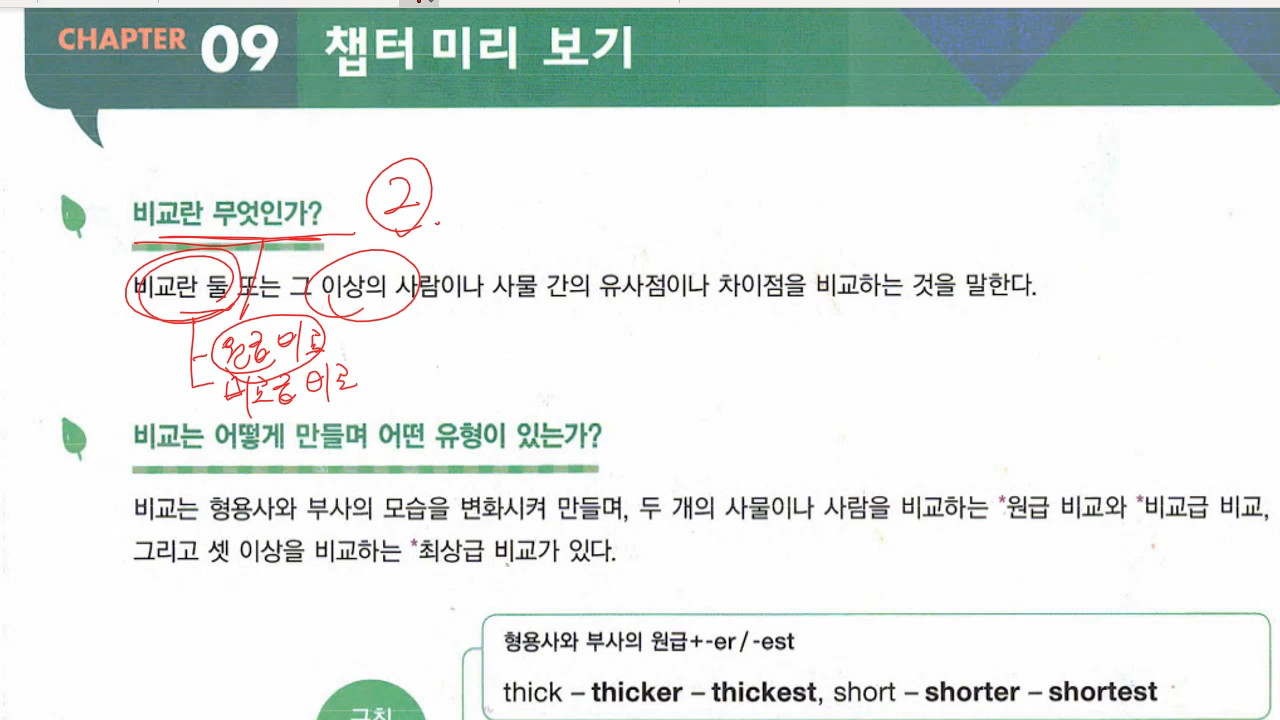 CHAPTER 09 챕터 미리 보기
2
비교란 무엇인가?
비교란 둘 또는 그 이상의 사람이나 사물 간의 유사점이나 차이점을 비교하는 것을 말한다.
원급 비교
비교급 비교
비교는 어떻게 만들며 어떤 유형이 있는가?
비교는 형용사와 부사의 모습을 변화시켜 만들며, 두 개의 사물이나 사람을 비교하는 *원급 비교와 *비교급 비교,
그리고 셋 이상을 비교하는 *최상급 비교가 있다.
형용사와 부사의 원급+-er / -est
thick – thicker – thickest, short – shorter – shortest
규칙